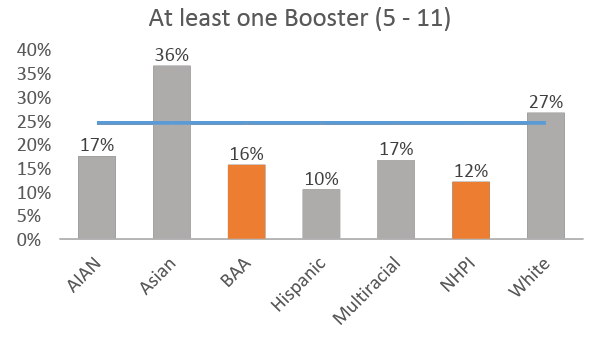 At least one Booster (5 - 11)
40%
35%
30%
25%
20%
15%
10%
5%
0%
17%
36%
16%
10%
17%
12%
27%
AIAN
Asian
BAA
Hispanic
Multiracial
NHPI
White